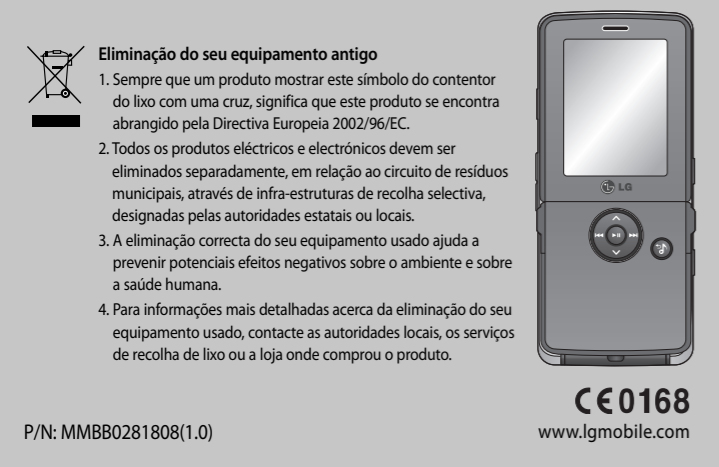 Eliminação do seu equipamento antigo
1. Sempre que um produto mostrar este símbolo do contentor
do lixo com uma cruz, significa que este produto se encontra
abrangido pela Directiva Europeia 2002/96/EC.
2. Todos os produtos eléctricos e electrónicos devem ser
eliminados separadamente, em relação ao circuito de resíduos
municipais, através de infra-estruturas de recolha selectiva,
designadas pelas autoridades estatais ou locais.
3. A eliminação correcta do seu equipamento usado ajuda a
prevenir potenciais efeitos negativos sobre o ambiente e sobre
a saúde humana.
4. Para informações mais detalhadas acerca da eliminação do seu
equipamento usado, contacte as autoridades locais, os serviços
de recolha de lixo ou a loja onde comprou o produto.
LG
CE0168
P/N: MMBB0281808(1.0)
www.lgmobile.com